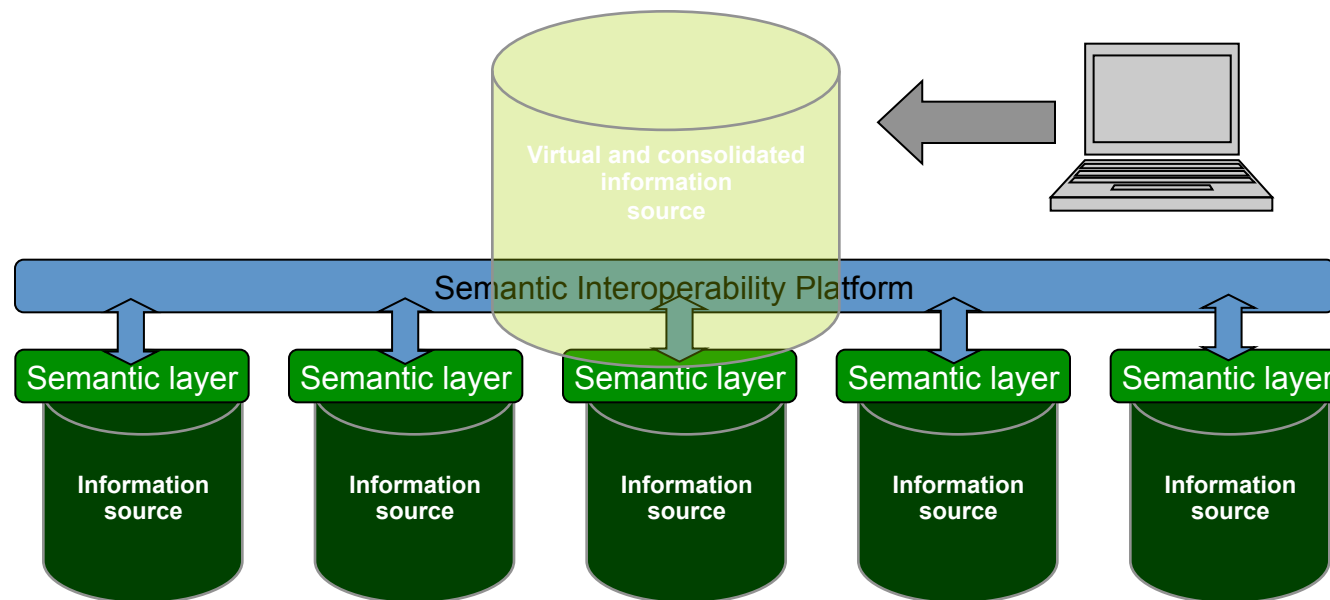 Virtual and consolidated
information
source
Semantic Interoperability Platform
Semantic layer
Semantic layer
Semantic layer
Semantic layer
Semantic layer
Information
source
Information
source
Information
source
Information
source
Information
source